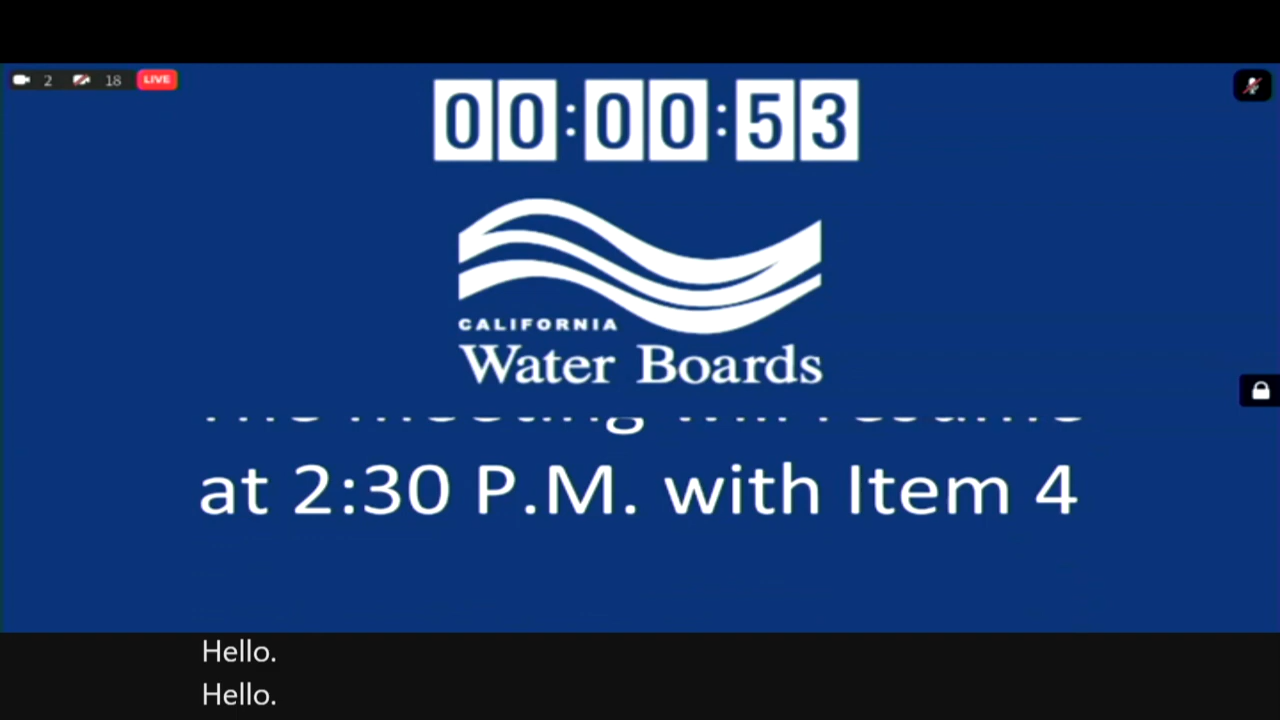 2 18 LIVE
00:00:53
CALIFORNIA
Water Boards
at 2:30 P.M. with Item 4
Hello.
Hello.